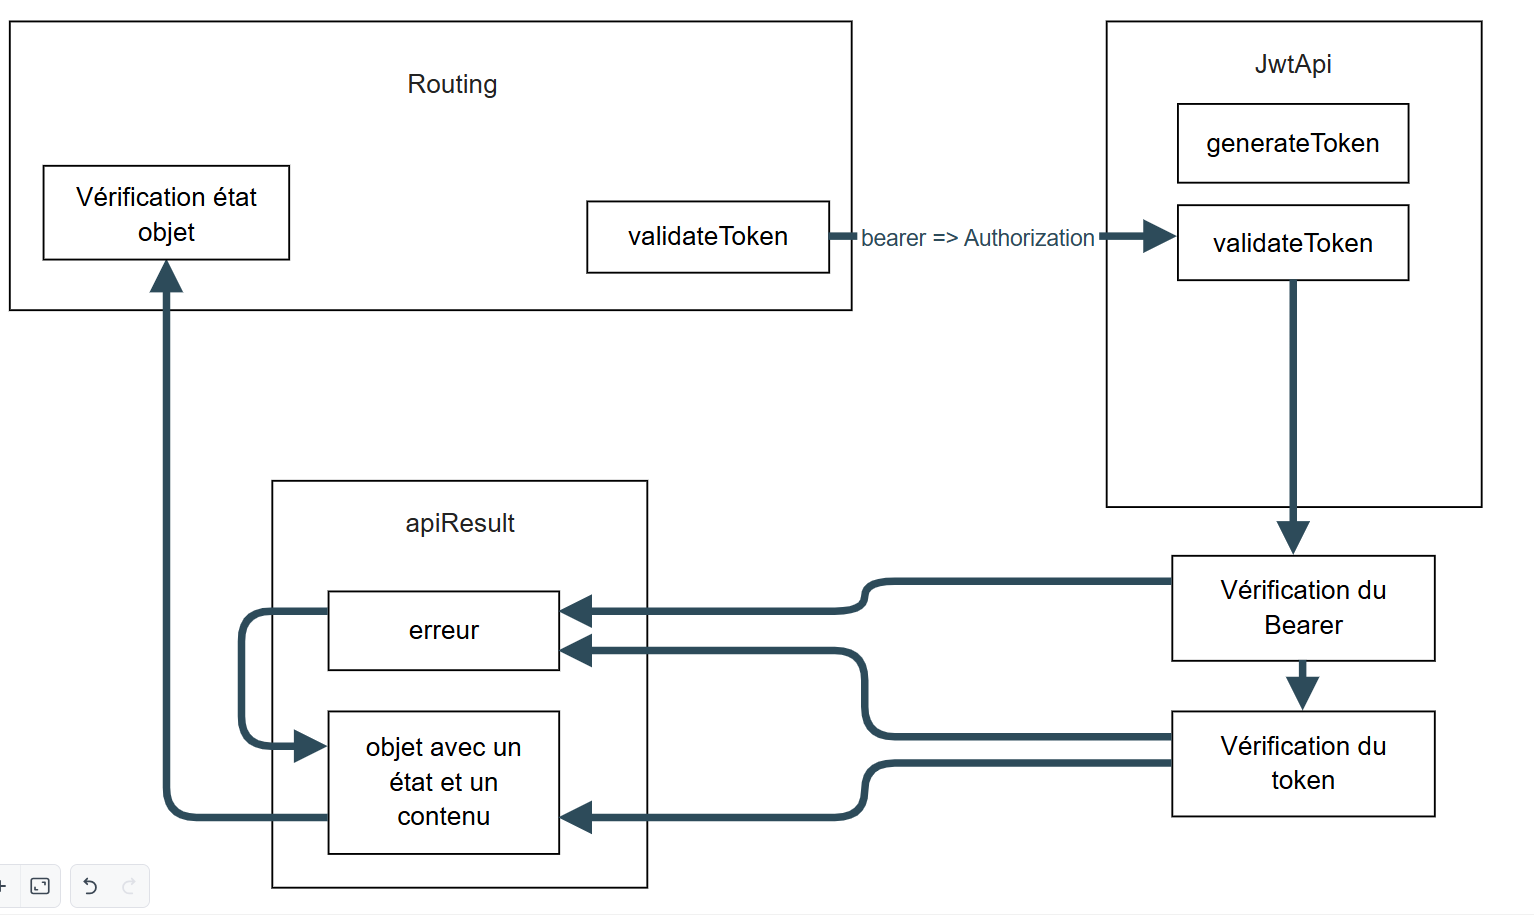 Routing
Vérification état
objet
validateToken
bearer => Authorization
JwtApi
generateToken
validateToken
apiResult
erreur
objet avec un
état et un
contenu
Vérification du
Bearer
Vérification du
token